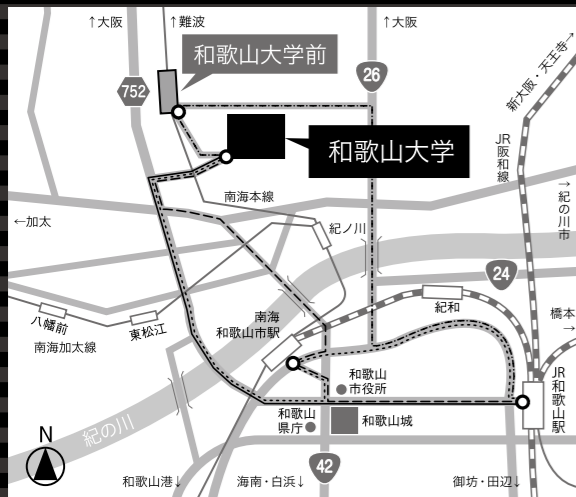 ↑大阪
↑難波
↑大阪
新大阪・天王寺→
和歌山大学前
26
752
和歌山大学
JR
阪和線
→紀の川市
南海本線
←加太
紀ノ川
24
紀和
八幡前
東松江
南海加太線
南海
和歌山市駅
橋本
→
和歌山
市役所
JR和歌山駅
和歌山
県庁
和歌山城
紀の川
N
42
和歌山港↓
海南・白浜↓
御坊・田辺↓